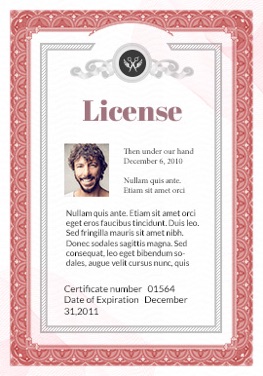 License
Then under our hand
December 6, 2010
Nullam quis ante.
Etiam sit amet orci
Nullam quis ante. Etiam sit amet orci
eget eros faucibus tincidunt. Duis leo.
Sed fringilla mauris sit amet nibh.
Donec sodales sagittis magna. Sed
consequat, leo eget bibendum so-
dales, augue velit cursus nunc, quis
Certificate number 01564
Date of Expiration December
31,2011